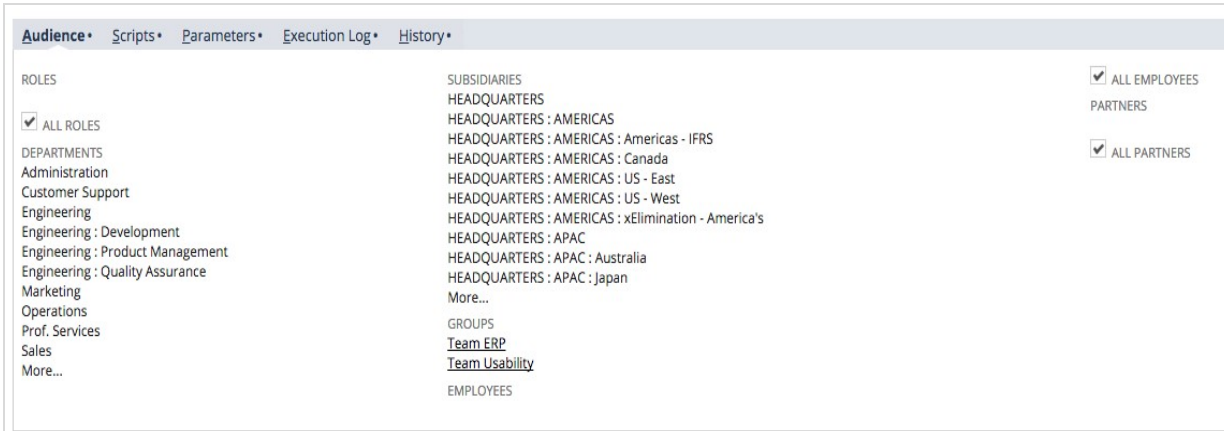 Audience• Scripts• Parameters• Execution Log• History•
ROLES
ALL ROLES
DEPARTMENTS
Administration
Customer Support
Engineering
Engineering : Development
Engineering : Product Management
Engineering : Quality Assurance
Marketing
Operations
Prof. Services
Sales
More...
SUBSIDIARIES
HEADQUARTERS
HEADQUARTERS : AMERICAS
HEADQUARTERS : AMERICAS : Americas - IFRS
HEADQUARTERS : AMERICAS : Canada
HEADQUARTERS : AMERICAS : US - East
HEADQUARTERS : AMERICAS : US - West
HEADQUARTERS : AMERICAS : xElimination - America's
HEADQUARTERS : APAC
HEADQUARTERS : APAC : Australia
HEADQUARTERS : APAC : Japan
More...
GROUPS
Team ERP
Team Usability
EMPLOYEES
ALL EMPLOYEES
PARTNERS
ALL PARTNERS